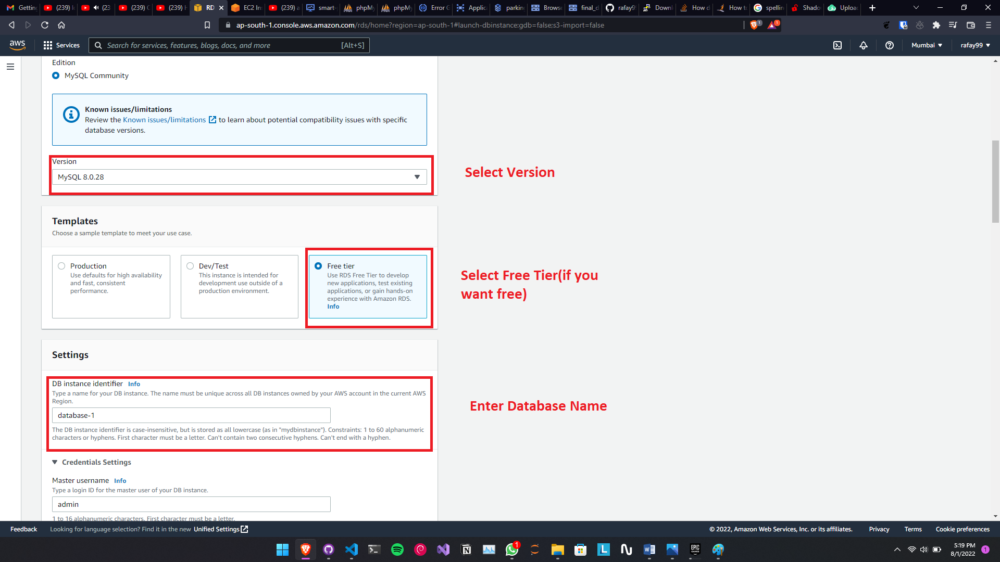 Getting
(239) I
(23
(239) C
(239) H
RD
EC2 In
(239) a
smart-
phpMy
phpMy
Error G
Applic
parkin
Browse
final_d
rafay9
Downl
How d
How to
spellin
Shado
Uploa
ap-south-1.console.aws.amazon.com/rds/home?region=ap-south-1#launch-dbinstance:gdb=false;s3-import=false
1
1
aws
Services
Search for services, features, blogs, docs, and more
[Alt+S]
Mumbai
rafay99
Edition
MySQL Community
Known issues/limitations
Review the Known issues/limitations to learn about potential compatibility issues with specific
database versions.
Version
MySQL 8.0.28
Select Version
Templates
Choose a sample template to meet your use case.
Production
Use defaults for high availability
and fast, consistent
performance.
Dev/Test
This instance is intended for
development use outside of a
production environment.
Free tier
Use RDS Free Tier to develop
new applications, test existing
applications, or gain hands-on
experience with Amazon RDS.
Info
Select Free Tier(if you
want free)
Settings
DB instance identifier Info
Type a name for your DB instance. The name must be unique across all DB instances owned by your AWS account in the current AWS
Region.
database-1
The DB instance identifier is case-insensitive, but is stored as all lowercase (as in "mydbinstance"). Constraints: 1 to 60 alphanumeric
characters or hyphens. First character must be a letter. Can't contain two consecutive hyphens. Can't end with a hyphen.
Enter Database Name
Credentials Settings
Master username Info
Type a login ID for the master user of your DB instance.
admin
1 to 16 alphanumeric characters. First character must be a letter.
Feedback
Looking for language selection? Find it in the new Unified Settings
© 2022, Amazon Web Services, Inc. or its affiliates.
Privacy
Terms
Cookie preferences
1
L
EPIC
GAMES
5:19 PM
8/1/2022
1